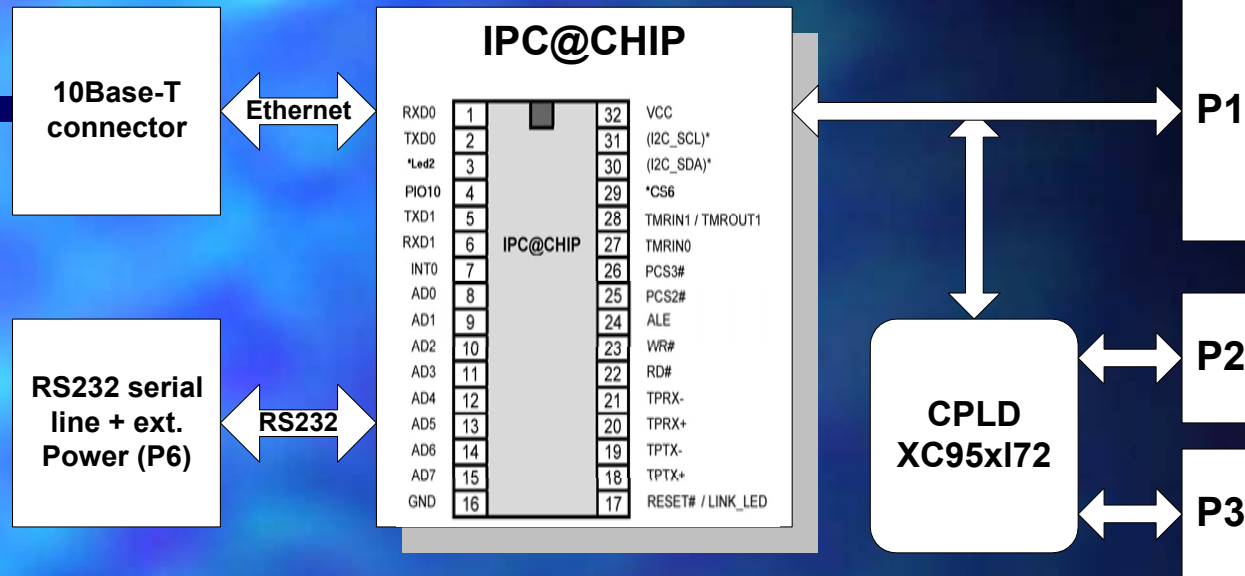 IPC@CHIP
10Base-T
connector
Ethernet
RS232 serial
line + ext.
Power (P6)
RS232
RXD0 1 32 VCC
TXD0 2 31 (I2C_SCL)*
*Led2 3 30 (I2C_SDA)*
PIO10 4 29 *CS6
TXD1 5 28 TMRIN1 / TMROUT1
RXD1 6 IPC@CHIP 27 TMRIN0
INT0 7 26 PCS3#
AD0 8 25 PCS2#
AD1 9 24 ALE
AD2 10 23 WR#
AD3 11 22 RD#
AD4 12 21 TPRX-
AD5 13 20 TPRX+
AD6 14 19 TPTX-
AD7 15 18 TPTX+
GND 16 17 RESET# / LINK_LED
CPLD
XC95xl72
P1
P2
P3